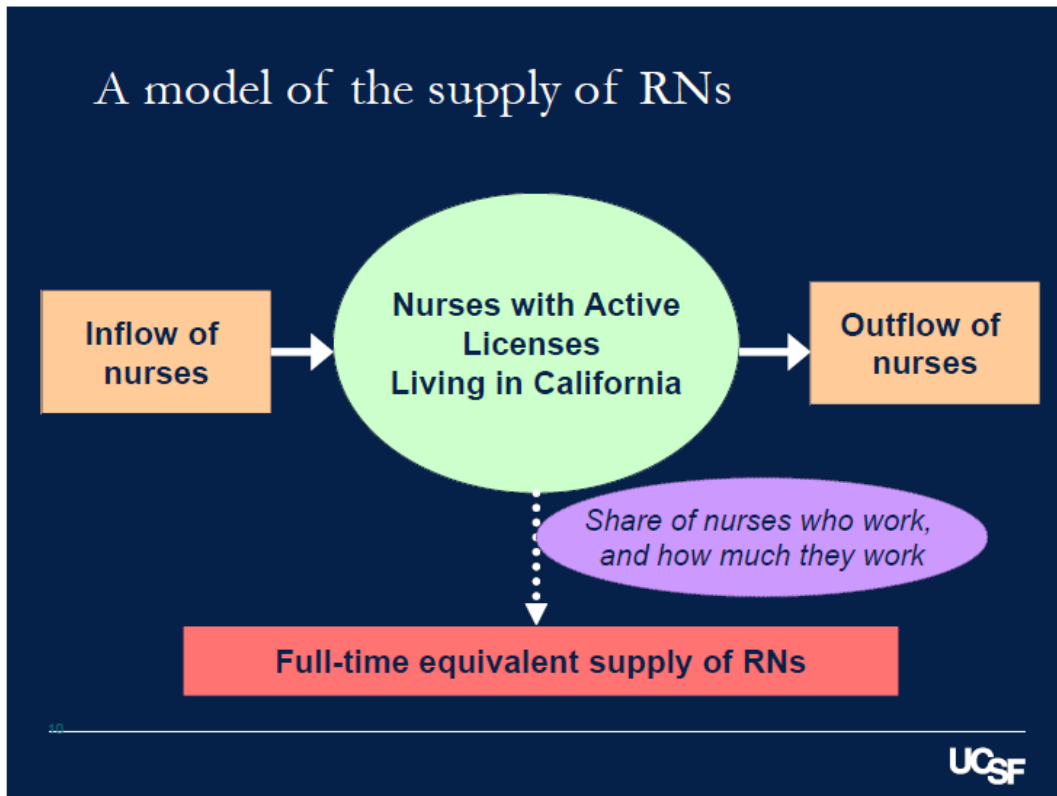 A model of the supply of RNs
Nurses with Active
Licenses
Living in California
Inflow of
nurses
Outflow of
nurses
Share of nurses who work,
and how much they work
Full-time equivalent supply of RNs
10
UCSF